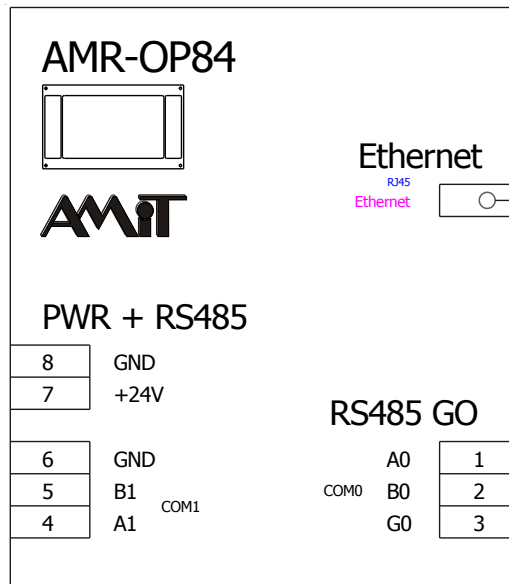 AMR-OP84
AMiT
Ethernet
RJ45
Ethernet
PWR + RS485
8 GND
7 +24V
RS485 GO
6 GND
5 B1
4 A1
COM1
A0 1
COM0 B0 2
G0 3